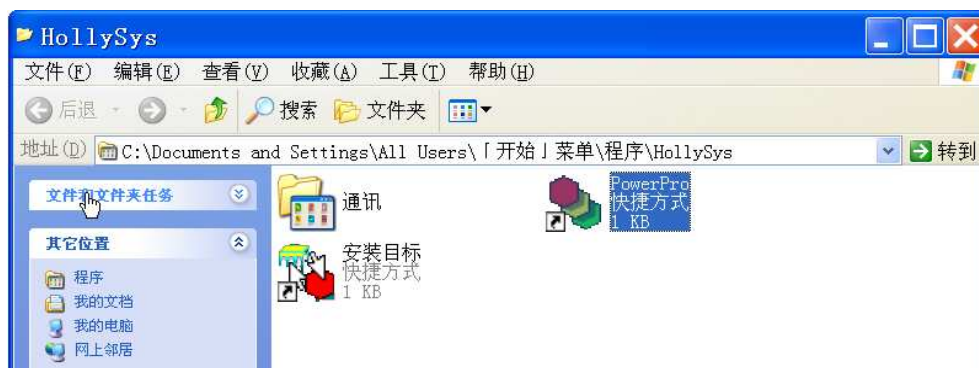 HollySys
文件(F) 编辑(E) 查看(V) 收藏(A) 工具(T) 帮助(H)
后退 搜索 文件夹
地址(D) C:\Documents and Settings\All Users\「开始」菜单\程序\HollySys 转到
文件和文件夹任务
其它位置
程序
我的文档
我的电脑
网上邻居
通讯
PowerPro
快捷方式
1 KB
安装目标
快捷方式
1 KB